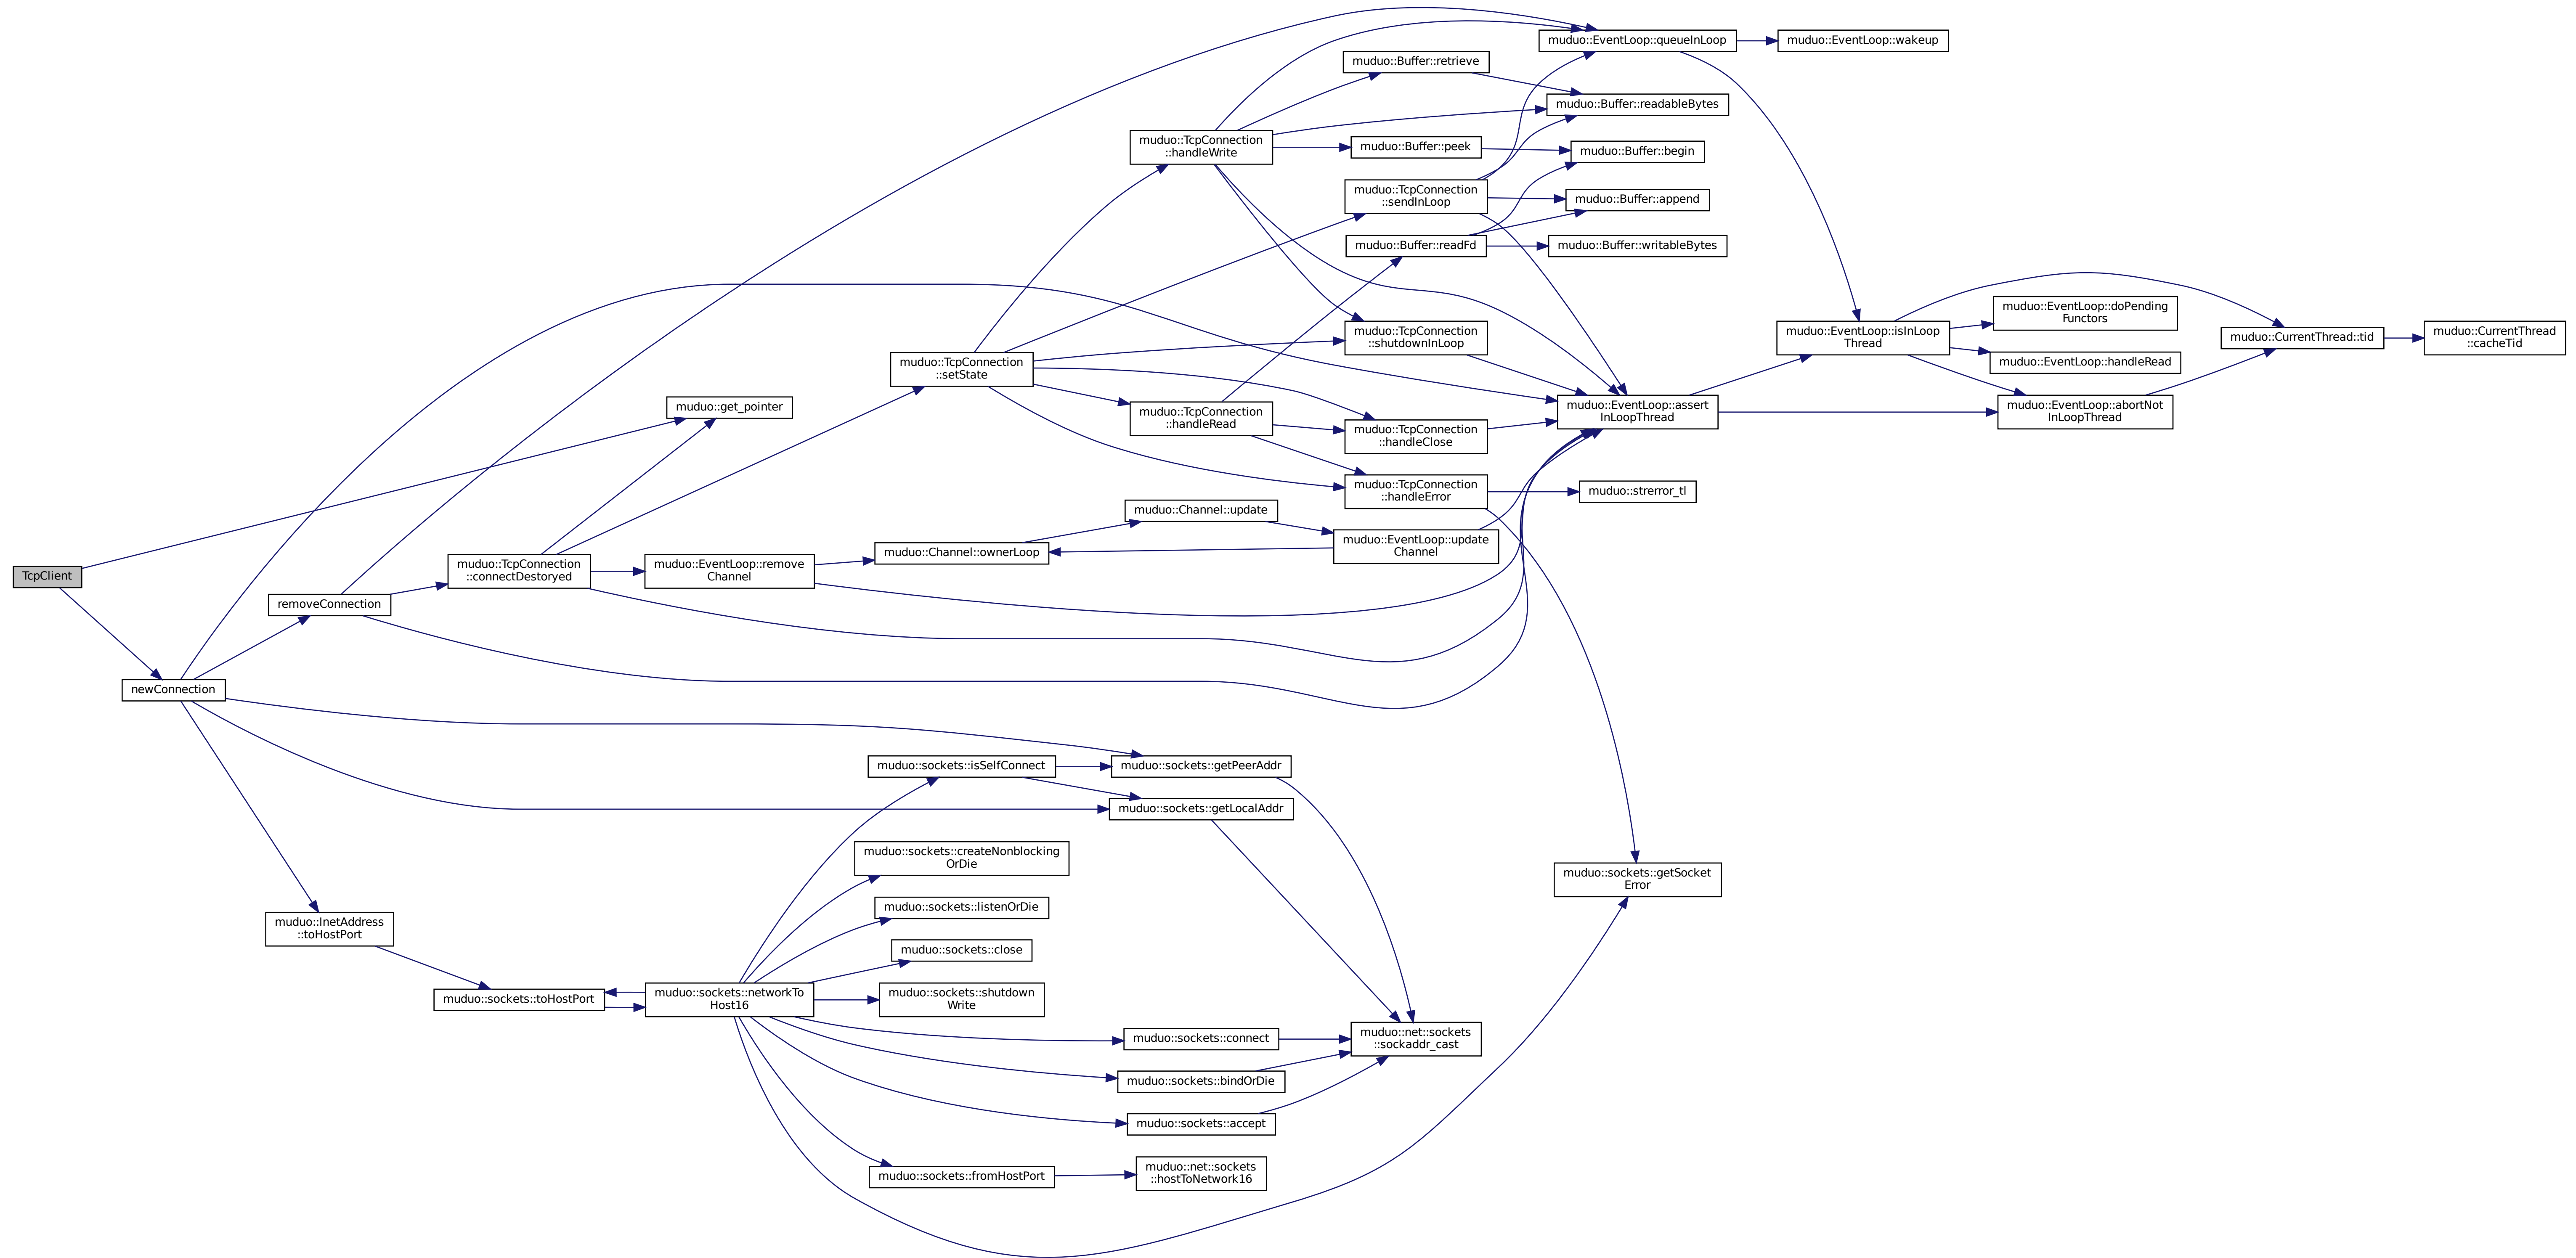 muduo::EventLoop::queueInLoop
muduo::EventLoop::wakeup
muduo::Buffer::retrieve
muduo::Buffer::readableBytes
muduo::TcpConnection
::handleWrite
muduo::Buffer::peek
muduo::Buffer::begin
muduo::TcpConnection
::sendInLoop
muduo::Buffer::append
muduo::Buffer::readFd
muduo::Buffer::writableBytes
muduo::EventLoop::doPending
Functors
muduo::TcpConnection
::shutdownInLoop
muduo::EventLoop::isInLoop
Thread
muduo::CurrentThread::tid
muduo::CurrentThread
::cacheTid
muduo::TcpConnection
::setState
muduo::EventLoop::handleRead
muduo::get_pointer
muduo::TcpConnection
::handleRead
muduo::EventLoop::assert
InLoopThread
muduo::EventLoop::abortNot
InLoopThread
muduo::TcpConnection
::handleClose
muduo::TcpConnection
::handleError
muduo::strerror_tl
muduo::Channel::update
muduo::EventLoop::update
Channel
muduo::Channel::ownerLoop
TcpClient
muduo::TcpConnection
::connectDestoryed
muduo::EventLoop::remove
Channel
removeConnection
newConnection
muduo::sockets::isSelfConnect
muduo::sockets::getPeerAddr
muduo::sockets::getLocalAddr
muduo::sockets::createNonblocking
OrDie
muduo::sockets::getSocket
Error
muduo::sockets::listenOrDie
muduo::InetAddress
::toHostPort
muduo::sockets::close
muduo::sockets::toHostPort
muduo::sockets::networkTo
Host16
muduo::sockets::shutdown
Write
muduo::sockets::connect
muduo::net::sockets
::sockaddr_cast
muduo::sockets::bindOrDie
muduo::sockets::accept
muduo::sockets::fromHostPort
muduo::net::sockets
::hostToNetwork16